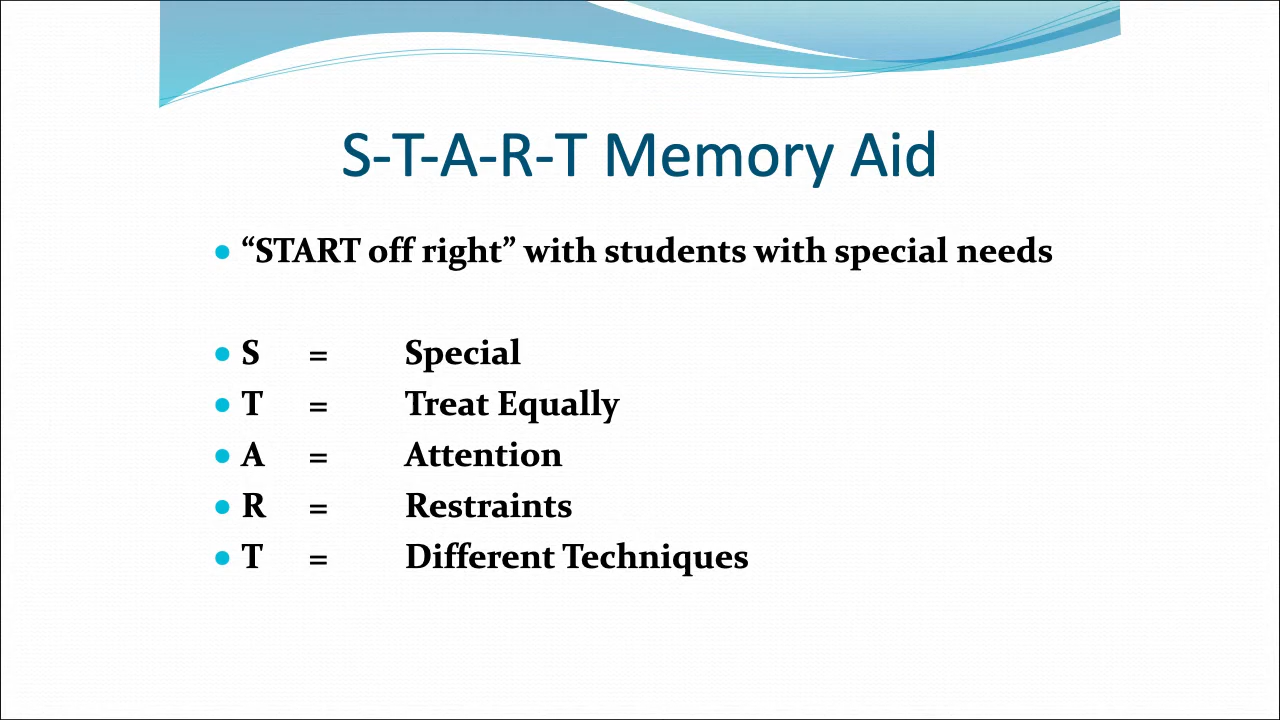 S-T-A-R-T Memory Aid
“START off right” with students with special needs
S = Special
T = Treat Equally
A = Attention
R = Restraints
T = Different Techniques